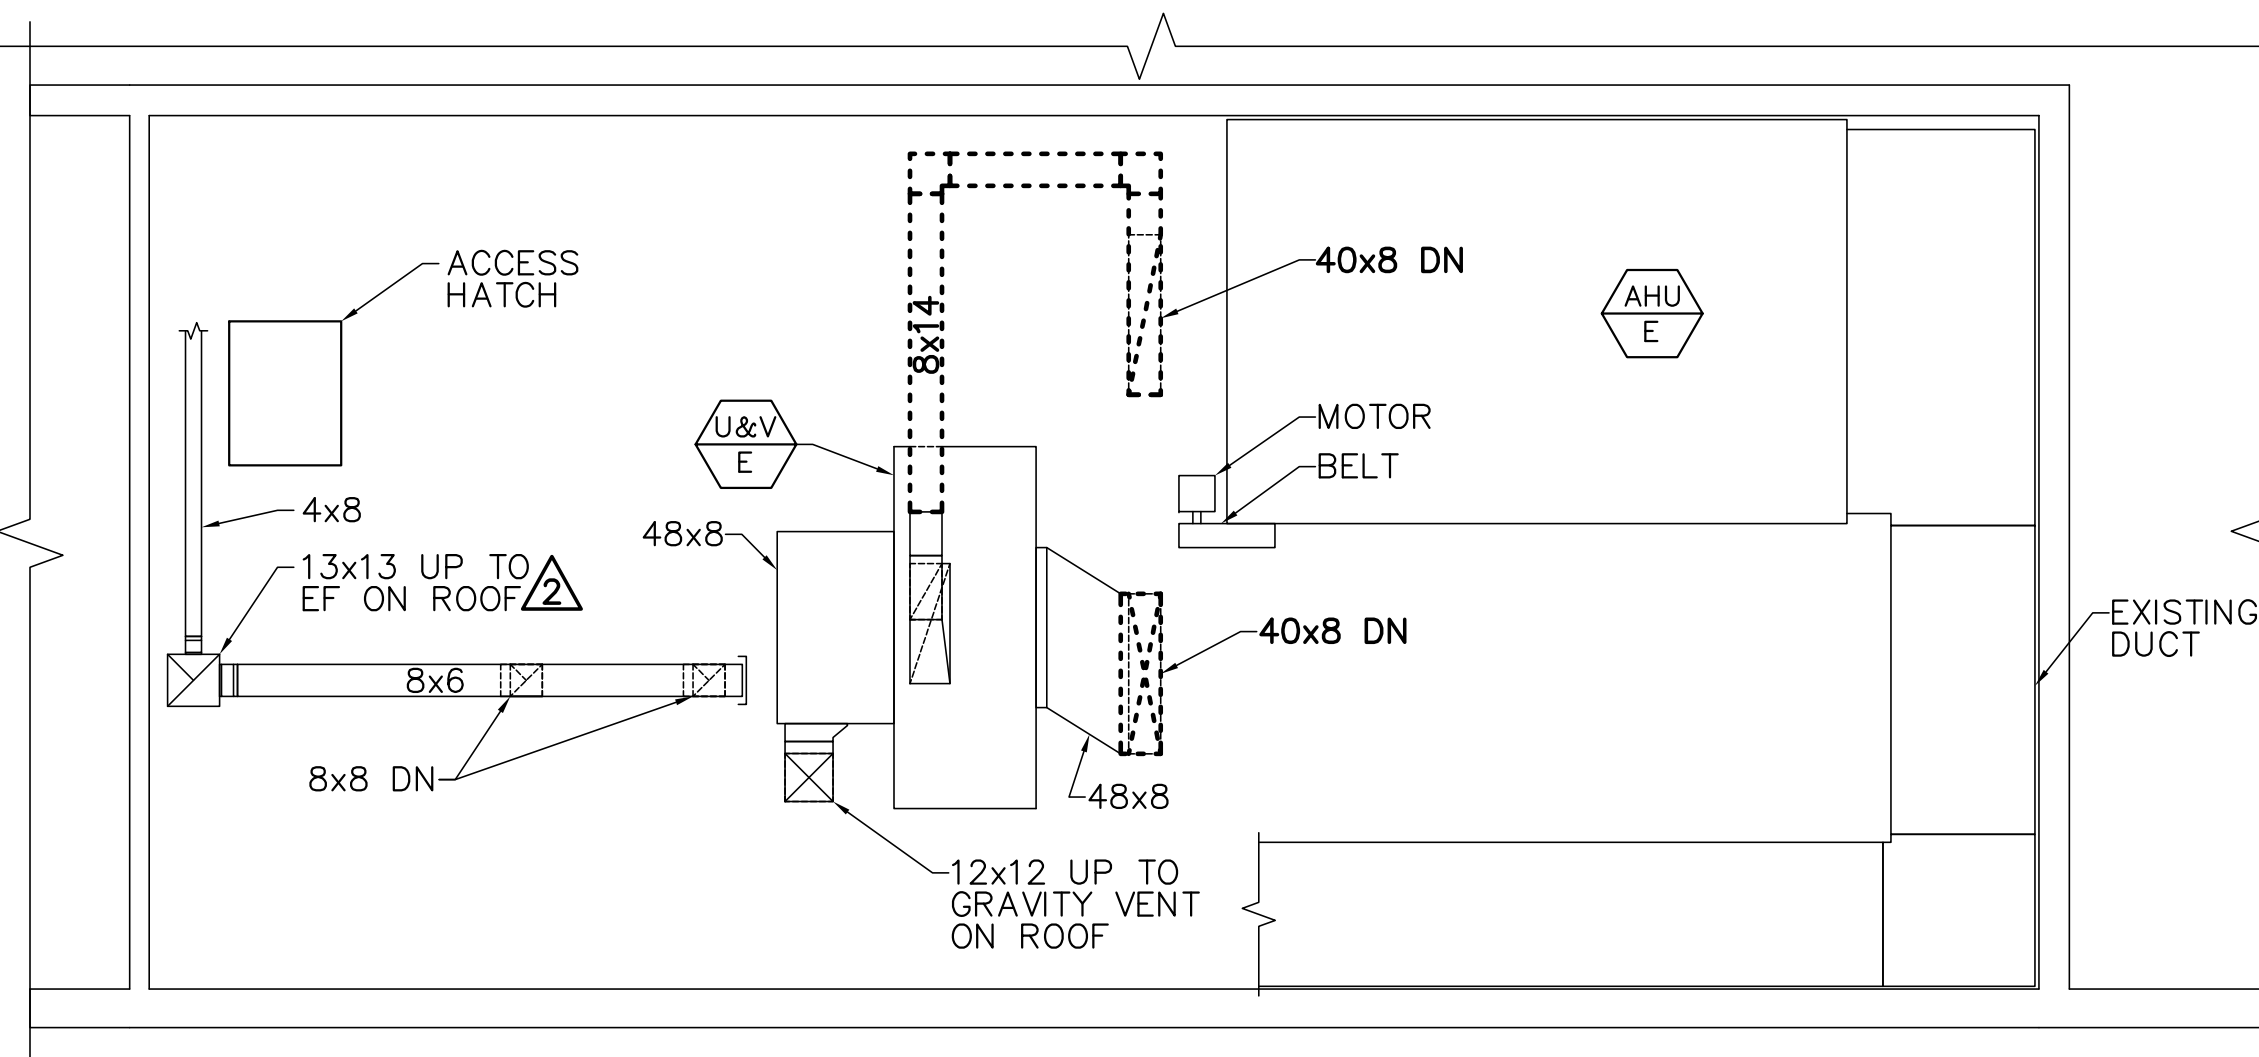 ACCESS
HATCH
40x8 DN
AHU
E
8x14
U&V
E
MOTOR
BELT
4x8
48x8
13x13 UP TO
EF ON ROOF
2
8x6
40x8 DN
EXISTING
DUCT
8x8 DN
48x8
12x12 UP TO
GRAVITY VENT
ON ROOF